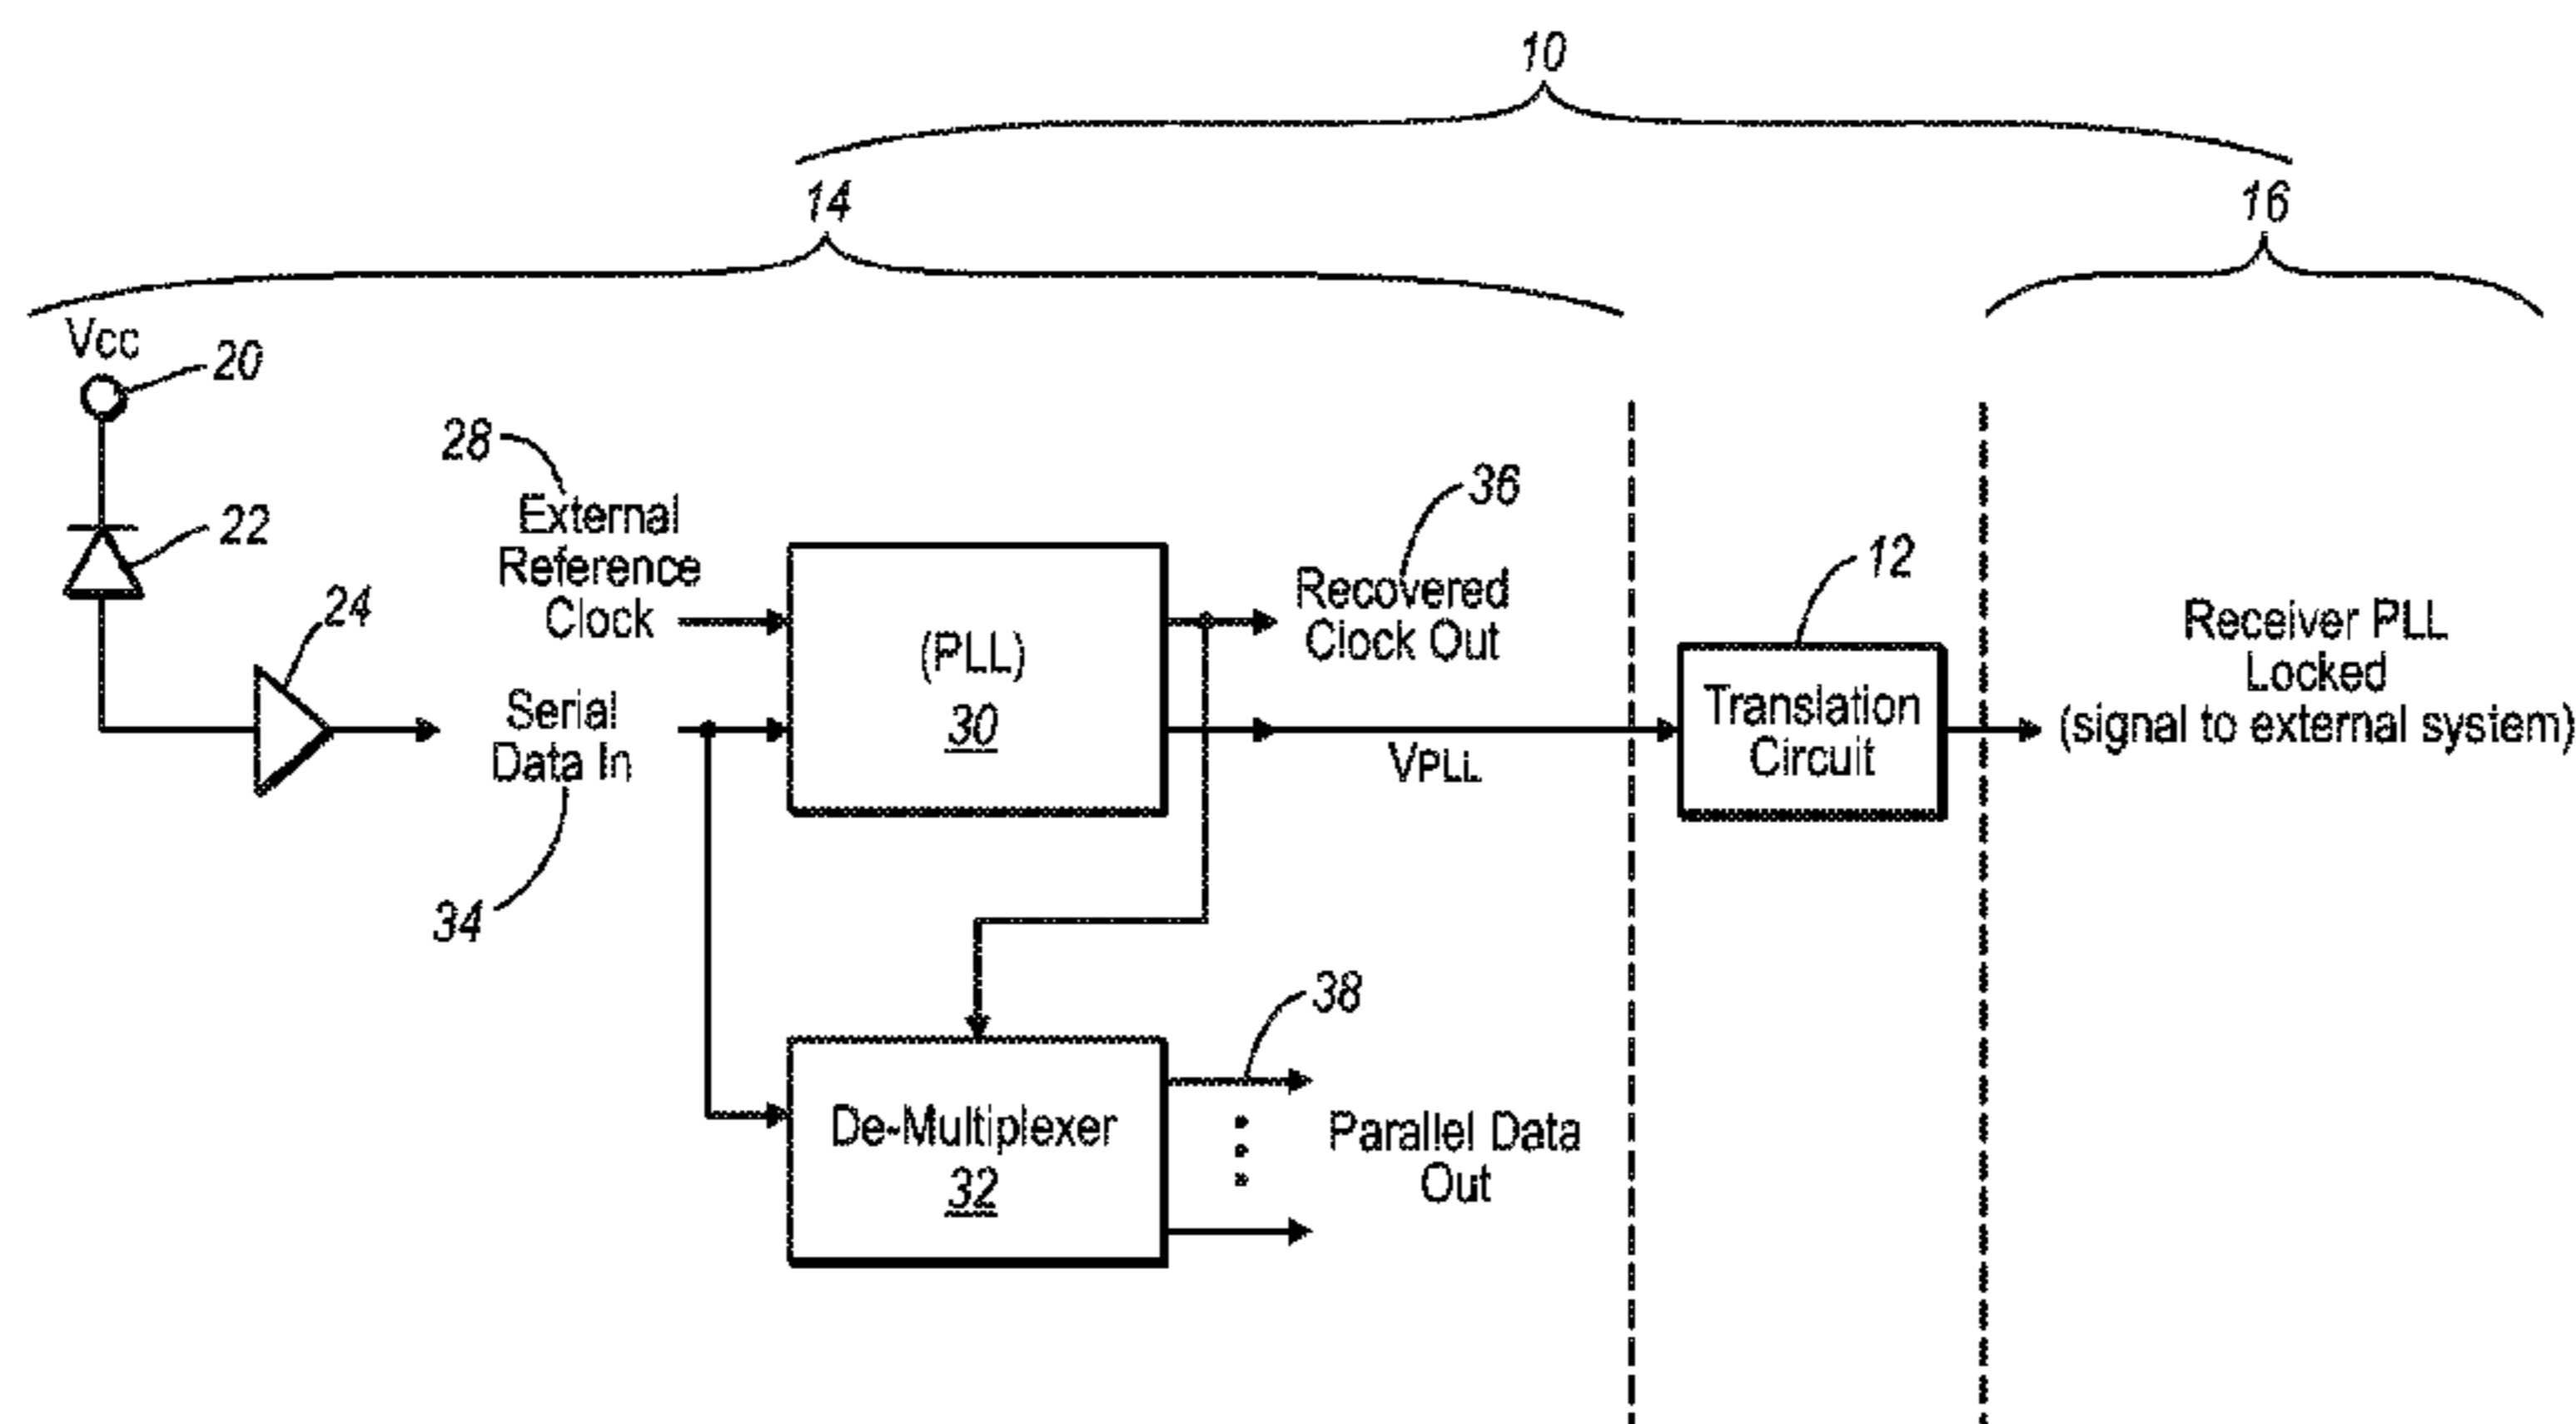 10
14
16
Vcc
20
28
22
External
Reference
Clock
36
Recovered
Clock Out
24
(PLL)
30
12
Serial
Data In
34
VPLL
Translation
Circuit
Receiver PLL
Locked
(signal to external system)
38
De-Multiplexer
32
Parallel Data
Out